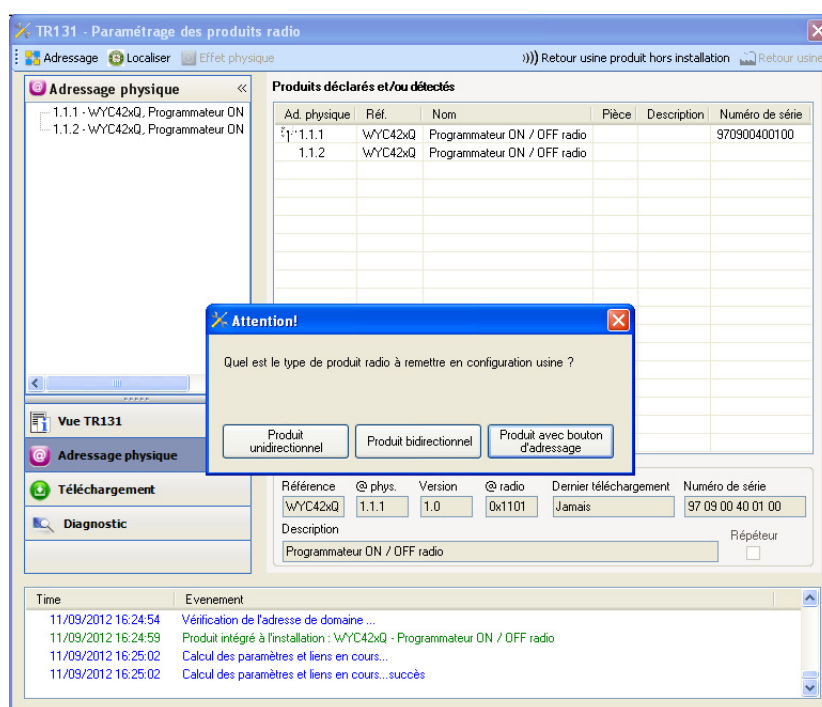 TR131 - Paramétrage des produits radio
Adressage Localiser Effet physique Retour usine produit hors installation Retour usine
Adressage physique «
1.1.1 - WYC42xQ, Programmateur ON
1.1.2 - WYC42xQ, Programmateur ON
Produits déclarés et/ou détectés
Ad. physique Réf. Nom Pièce Description Numéro de série
1.1.1 WYC42xQ Programmateur ON / OFF radio 970900400100
1.1.2 WYC42xQ Programmateur ON / OFF radio
Attention!
Quel est le type de produit radio à remettre en configuration usine ?
Produit unidirectionnel
Produit bidirectionnel
Produit avec bouton d'adressage
Vue TR131
Adressage physique
Téléchargement
Diagnostic
Référence @ phys. Version @ radio Dernier téléchargement Numéro de série
WYC42xQ 1.1.1 1.0 0x1101 Jamais 97 09 00 40 01 00
Description
Répéteur
Programmateur ON / OFF radio
Time Evenement
11/09/2012 16:24:54 Vérification de l'adresse de domaine ...
11/09/2012 16:24:59 Produit intégré à l'installation : WYC42xQ - Programmateur ON / OFF radio
11/09/2012 16:25:02 Calcul des paramètres et liens en cours...
11/09/2012 16:25:02 Calcul des paramètres et liens en cours...succès